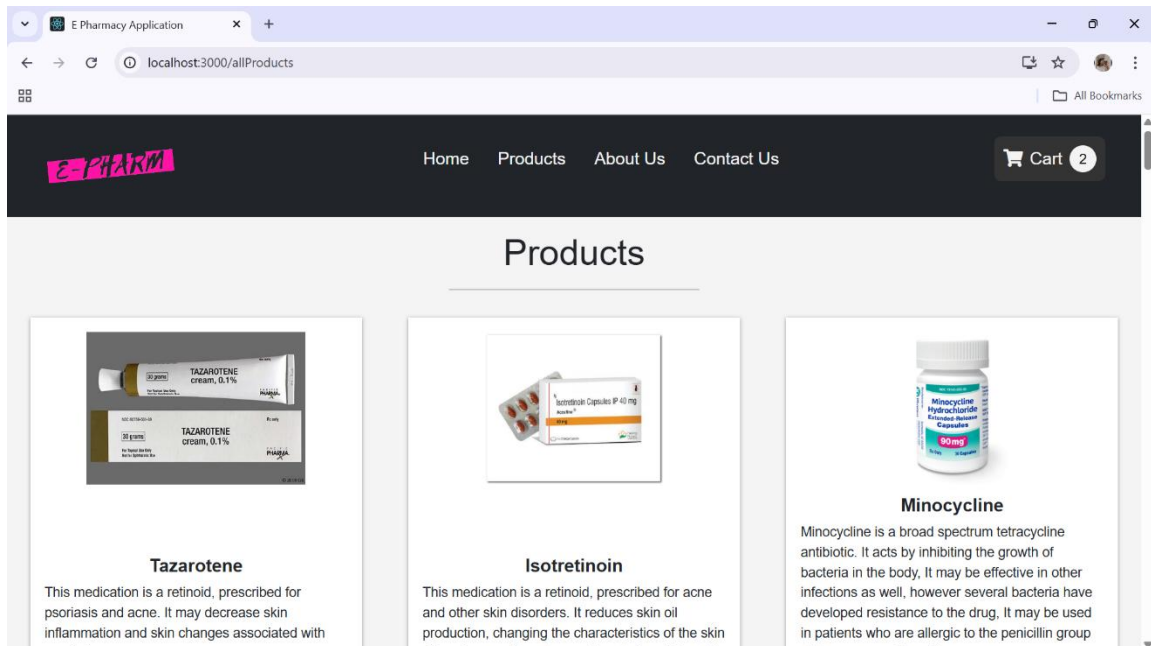 E Pharmacy Application
localhost:3000/allProducts
All Bookmarks
E-PHARM
Home Products About Us Contact Us
Cart 2
Products
TAZAROTENE
cream, 0.1%
30 grams
Rx only
PHARMA
TAZAROTENE
cream, 0.1%
30 grams
PHARMA
Isotretinoin Capsules IP 40 mg
Minocycline
Hydrochloride
Extended-Release
Capsules
90mg
Tazarotene
This medication is a retinoid, prescribed for
psoriasis and acne. It may decrease skin
inflammation and skin changes associated with
Isotretinoin
This medication is a retinoid, prescribed for acne
and other skin disorders. It reduces skin oil
production, changing the characteristics of the skin
Minocycline
Minocycline is a broad spectrum tetracycline
antibiotic. It acts by inhibiting the growth of
bacteria in the body, It may be effective in other
infections as well, however several bacteria have
developed resistance to the drug, It may be used
in patients who are allergic to the penicillin group